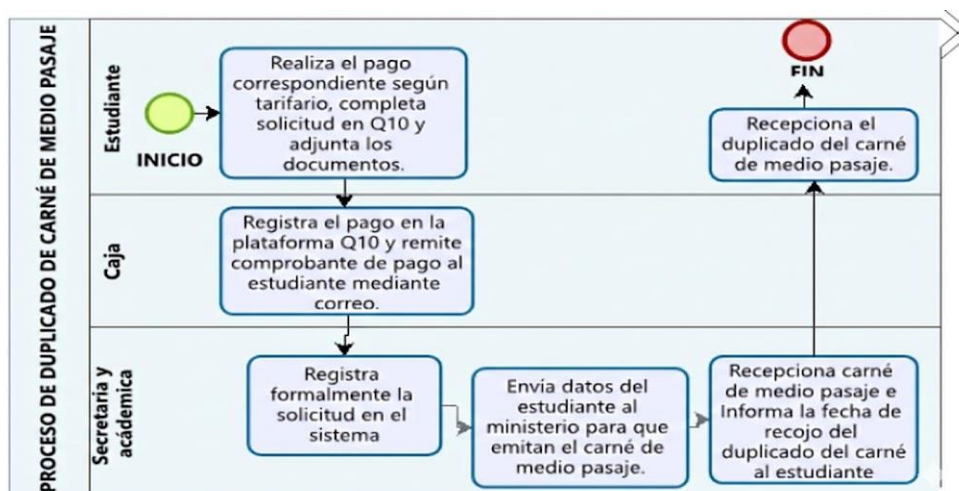 PROCESO DE DUPLICADO DE CARNÉ DE MEDIO PASAJE
Estudiante
INICIO
Realiza el pago
correspondiente según
tarifario, completa
solicitud en Q10 y
adjunta los
documentos.
FIN
Recepciona el
duplicado del carné
de medio pasaje.
Caja
Registra el pago en la
plataforma Q10 y remite
comprobante de pago al
estudiante mediante
correo.
Secretaria y
acádémica
Registra
formalmente la
solicitud en el
sistema
Envía datos del
estudiante al
ministerio para que
emitan el carné de
medio pasaje.
Recepciona carné
de medio pasaje e
Informa la fecha de
recojo del
duplicado del carné
al estudiante